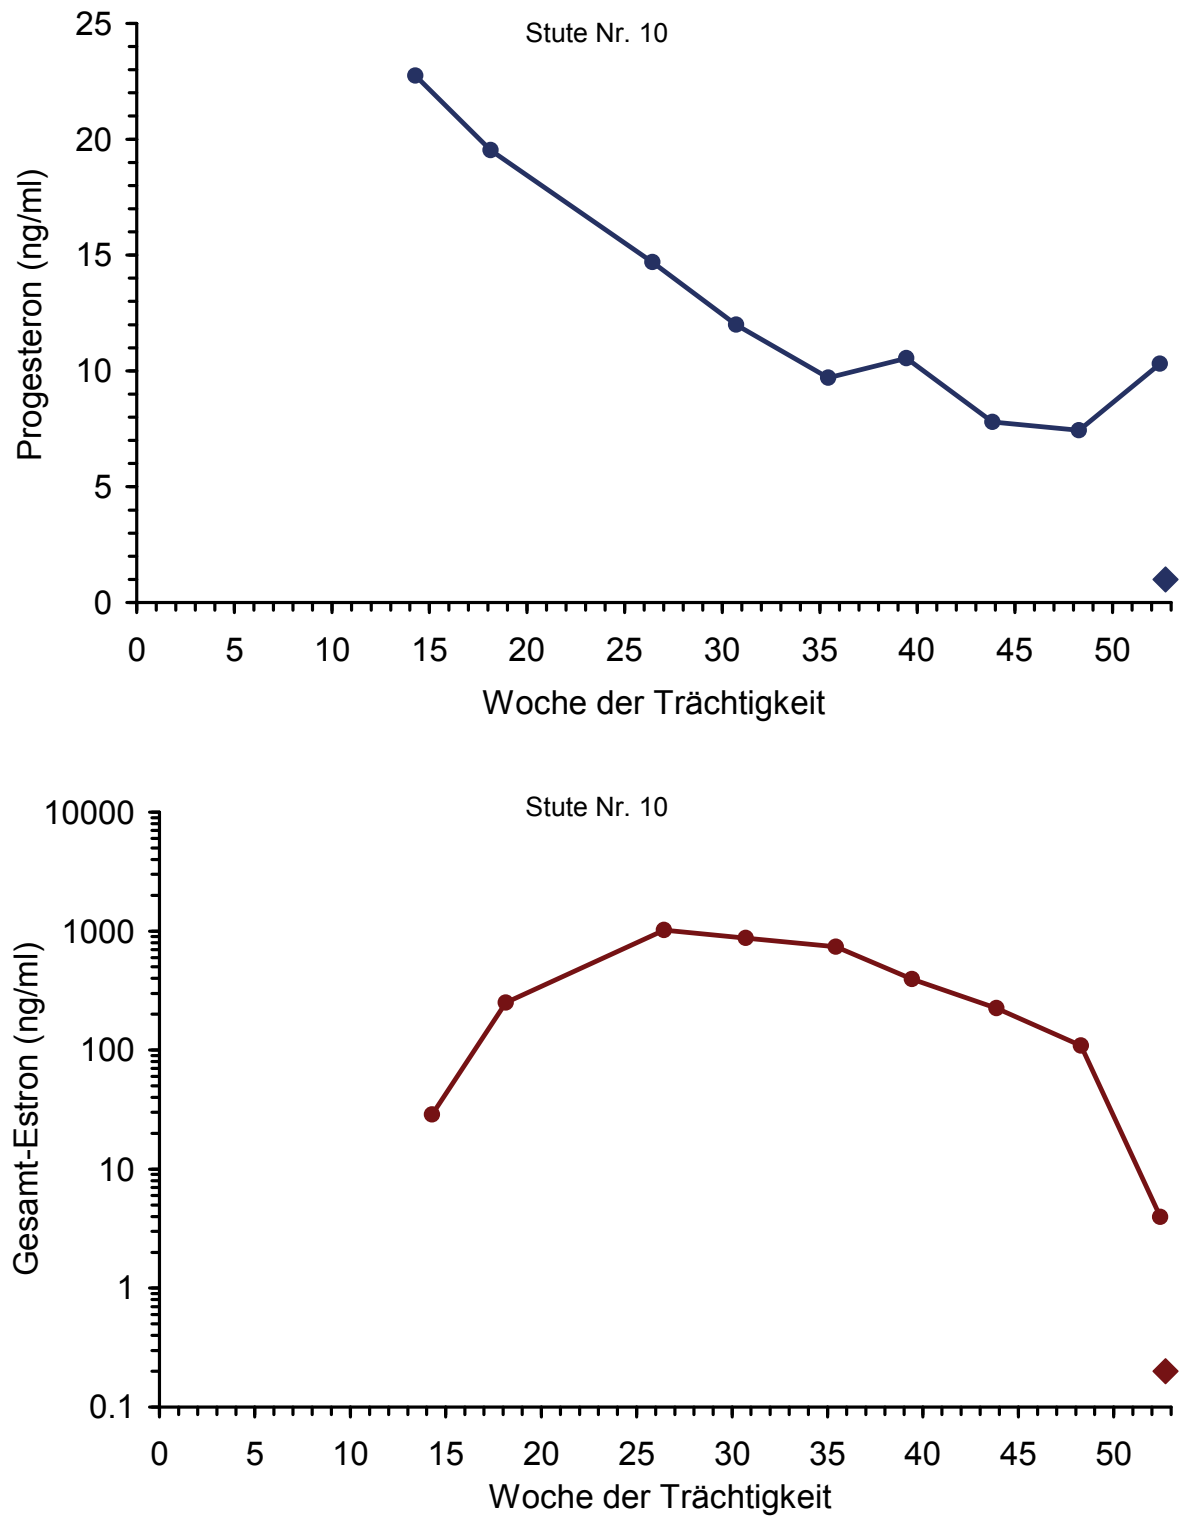 Stute Nr. 10
25
20
15
10
5
0
Progesteron (ng/ml)
0 5 10 15 20 25 30 35 40 45 50
Woche der Trächtigkeit
Stute Nr. 10
10000
1000
100
10
1
0.1
Gesamt-Estron (ng/ml)
0 5 10 15 20 25 30 35 40 45 50
Woche der Trächtigkeit